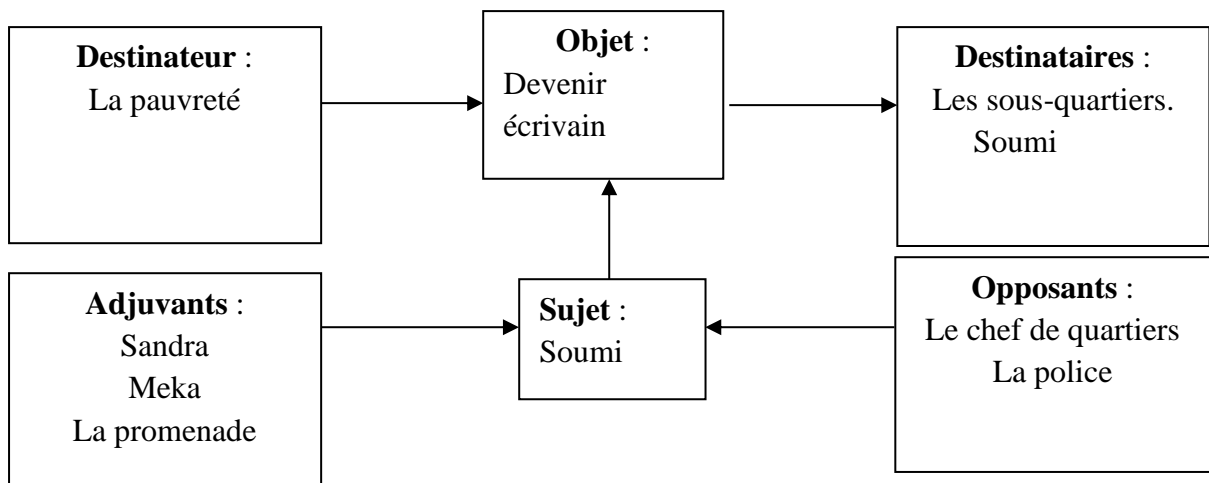 Destinateur :
La pauvreté
Objet :
Devenir
écrivain
Destinataires :
Les sous-quartiers.
Soumi
Adjuvants :
Sandra
Meka
La promenade
Sujet :
Soumi
Opposants :
Le chef de quartiers
La police